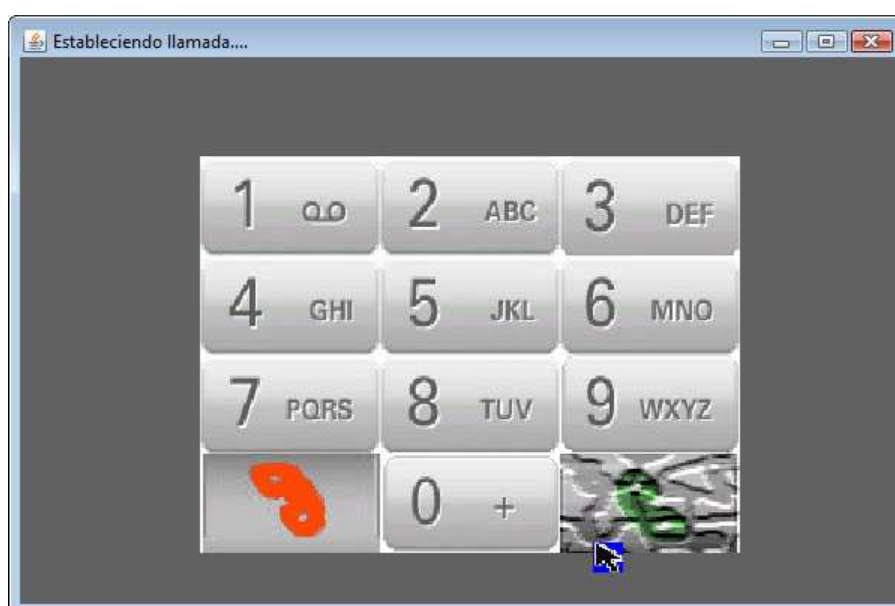 Estableciendo llamada....
1 2 ABC 3 DEF
4 GHI 5 JKL 6 MNO
7 PQRS 8 TUV 9 WXYZ
0 +